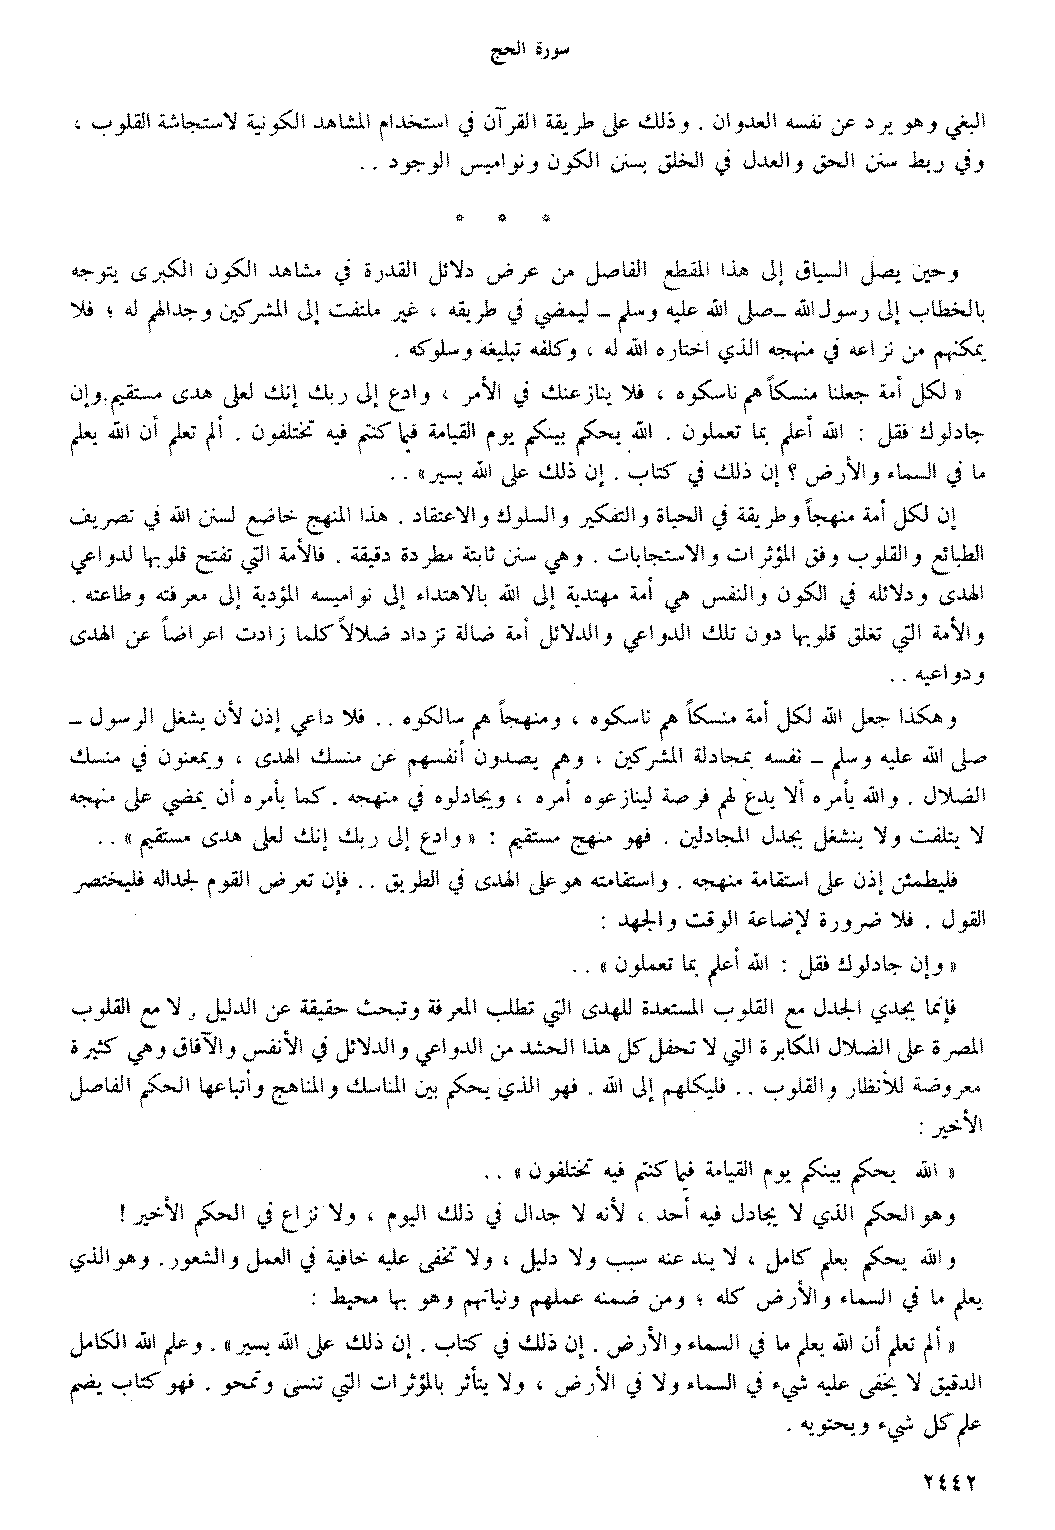 سورة الحج
البغي وهو يرد عن نفسه العدوان . وذلك على طريقة القرآن في استخدام المشاهد الكونية لاستجاشة القلوب ،
وفي ربط سنن الحق والعدل في الخلق بسنن الكون ونواميس الوجود . .
* * *
وحين يصل السياق إلى هذا المقطع الفاصل من عرض دلائل القدرة في مشاهد الكون الكبرى يتوجه
بالخطاب إلى رسول الله – صلى الله عليه وسلم – ليمضي في طريقه ، غير ملتفت إلى المشركين وجدالهم له ؛ فلا
يمكنهم من نزاعه في منهجه الذي اختاره الله له ، وكلفه تبليغه وسلوكه .
« لكل أمة جعلنا منسكاً هم ناسكوه ، فلا ينازعنك في الأمر ، وادع إلى ربك إنك لعلى هدى مستقيم . وإن
جادلوك فقل : الله أعلم بما تعملون . الله يحكم بينكم يوم القيامة فيما كنتم فيه تختلفون . ألم تعلم أن الله يعلم
ما في السماء والأرض ؟ إن ذلك في كتاب . إن ذلك على الله يسير » . .
إن لكل أمة منهجاً وطريقة في الحياة والتفكير والسلوك والاعتقاد . هذا المنهج خاضع لسنن الله في تصريف
الطبائع والقلوب وفق المؤثرات والاستجابات . وهي سنن ثابتة مطردة دقيقة . فالأمة التي تفتح قلوبها لدواعي
الهدى ودلائله في الكون والنفس هي أمة مهتدية إلى الله بالاهتداء إلى نواميسه المؤدية إلى معرفته وطاعته .
والأمة التي تغلق قلوبها دون تلك الدواعي والدلائل أمة ضالة تزداد ضلالاً كلما زادت اعراضاً عن الهدى
ودواعيه . .
وهكذا جعل الله لكل أمة منسكاً هم ناسكوه ، ومنهجاً هم سالكوه . . فلا داعي إذن لأن يشغل الرسول –
صلى الله عليه وسلم – نفسه بمجادلة المشركين ، وهم يصدون أنفسهم عن منسك الهدى ، ويمعنون في منسك
الضلال . والله يأمره ألا يدع لهم فرصة لينازعوه أمره ، ويجادلوه في منهجه . كما يأمره أن يمضي على منهجه
لا يتلفت ولا ينشغل بجدل المجادلين . فهو منهج مستقيم : « وادع إلى ربك إنك لعلى هدى مستقيم » . .
فليطمئن إذن على استقامة منهجه . واستقامته هو على الهدى في الطريق . . فإن تعرض القوم لجداله فليختصر
القول . فلا ضرورة لإضاعة الوقت والجهد :
« وإن جادلوك فقل : الله أعلم بما تعملون » . .
فإنما يجدي الجدل مع القلوب المستعدة للهدى التي تطلب المعرفة وتبحث حقيقة عن الدليل . لا مع القلوب
المصرة على الضلال المكابرة التي لا تحفل كل هذا الحشد من الدواعي والدلائل في الأنفس والآفاق وهي كثيرة
معروضة للأنظار والقلوب . . فليكلهم إلى الله . فهو الذي يحكم بين المناسك والمناهج وأتباعها الحكم الفاصل
الأخير :
« الله يحكم بينكم يوم القيامة فيما كنتم فيه تختلفون » . .
وهو الحكم الذي لا يجادل فيه أحد ، لأنه لا جدال في ذلك اليوم ، ولا نزاع في الحكم الأخير !
والله يحكم بعلم كامل ، لا يند عنه سبب ولا دليل ، ولا تخفى عليه خافية في العمل والشعور . وهو الذي
يعلم ما في السماء والأرض كله ؛ ومن ضمنه عملهم ونياتهم وهو بها محيط :
« ألم تعلم أن الله يعلم ما في السماء والأرض . إن ذلك في كتاب . إن ذلك على الله يسير » . وعلم الله الكامل
الدقيق لا يخفى عليه شيء في السماء ولا في الأرض ، ولا يتأثر بالمؤثرات التي تنسى وتمحو . فهو كتاب يضم
علم كل شيء ويحتويه .
٢٤٤٢